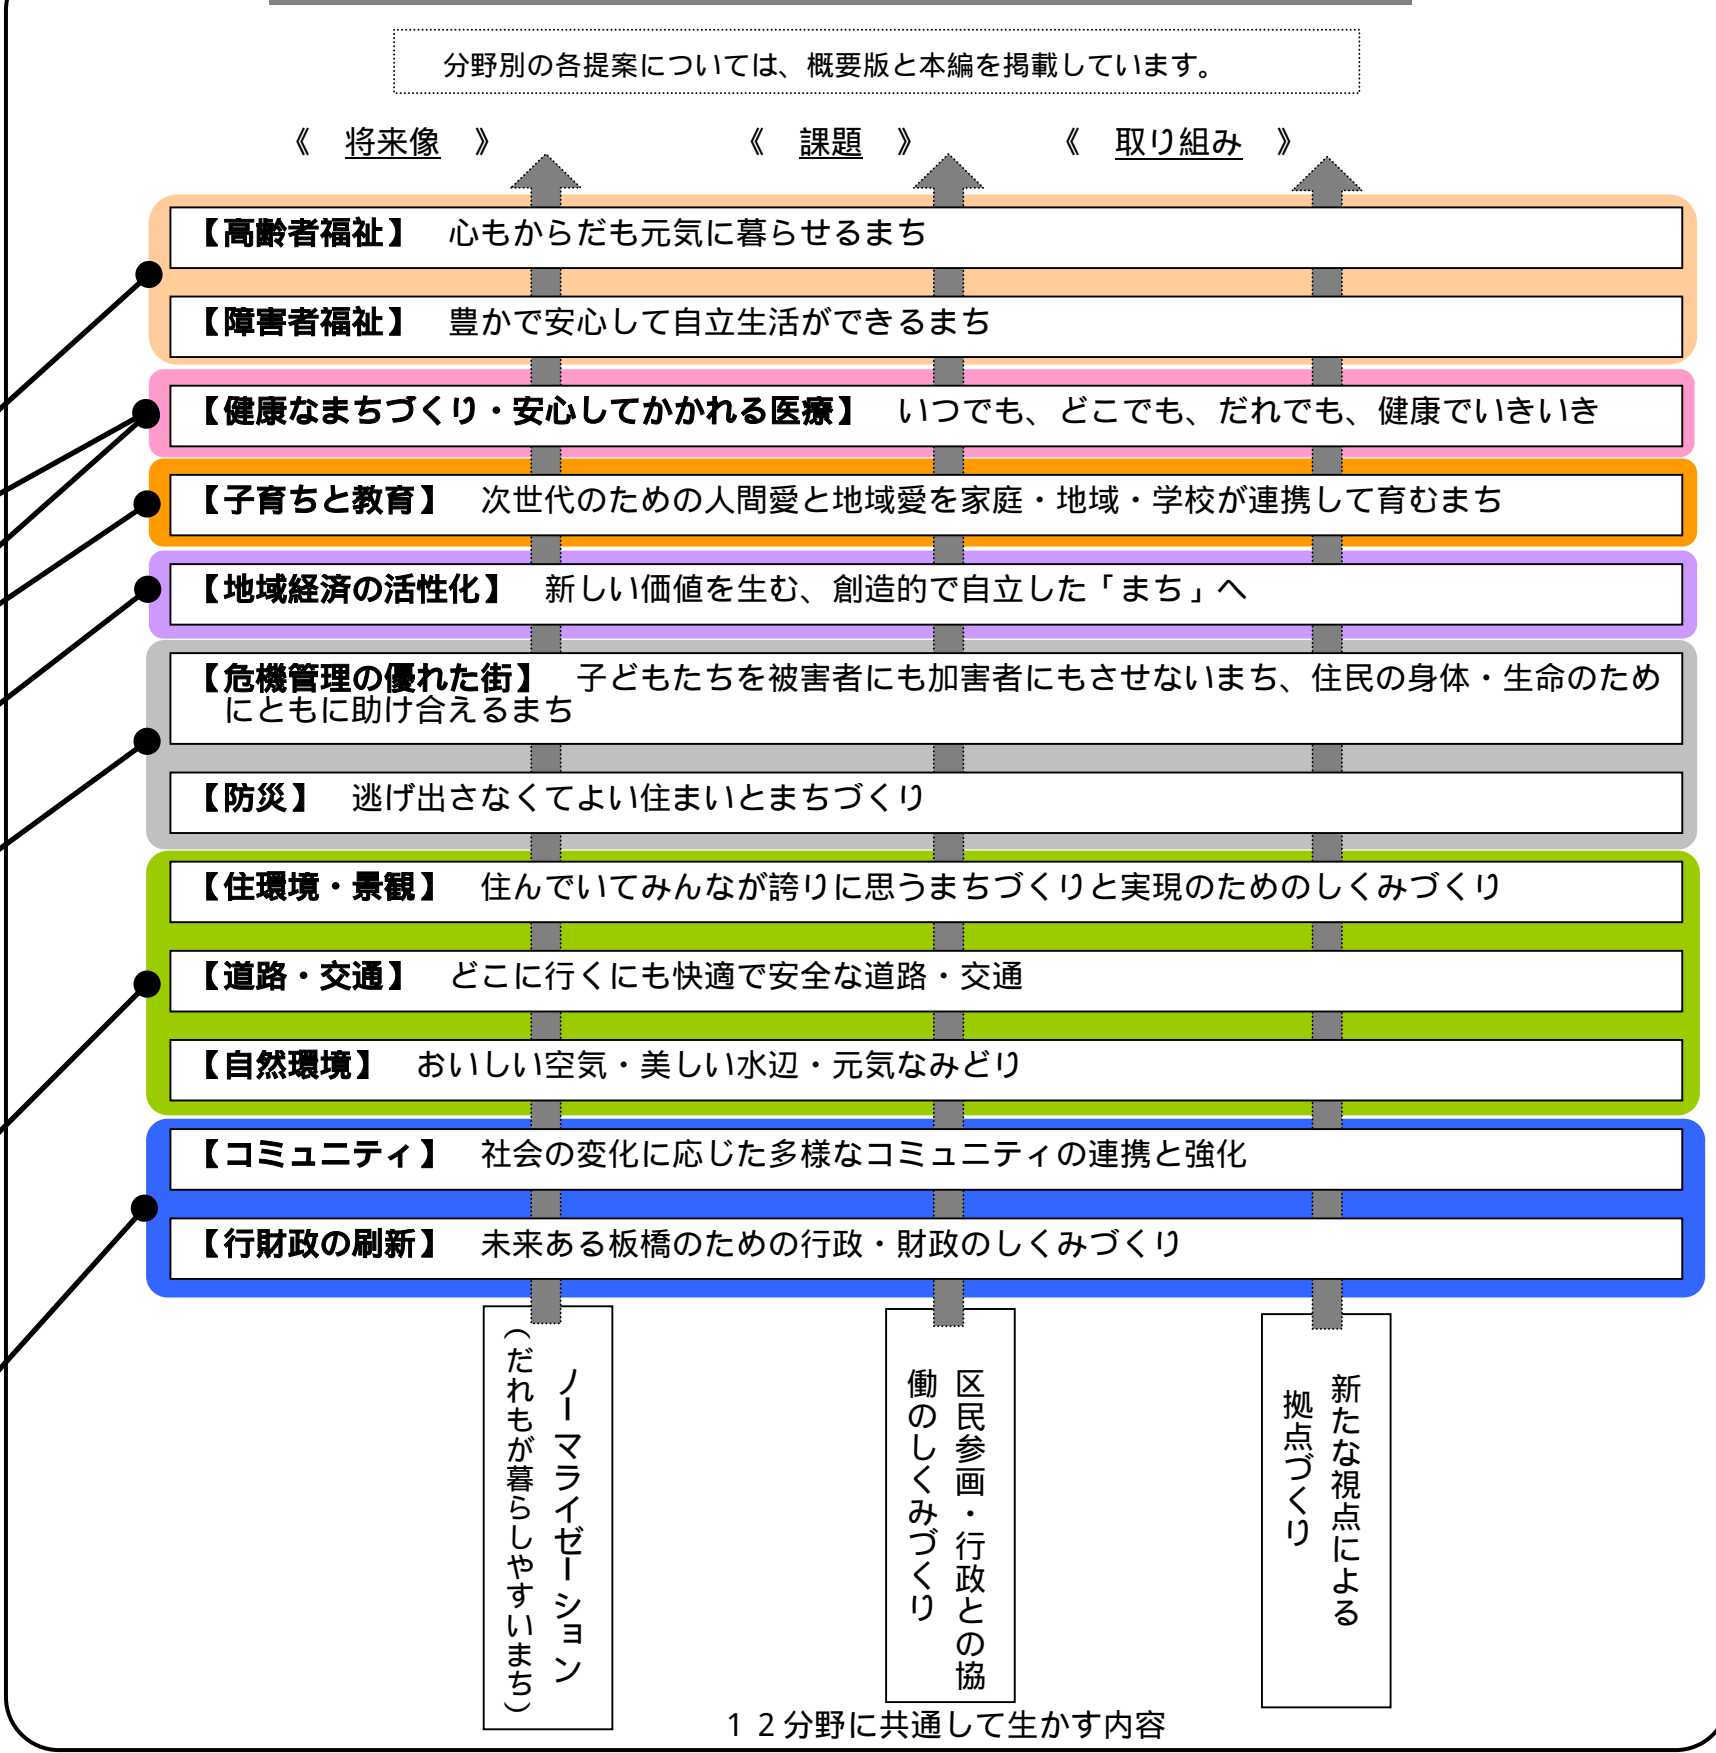 分野別の各提案については、概要版と本編を掲載しています。
《　将来像　》　《　課題　》　《　取り組み　》
【高齢者福祉】　心もからだも元気に暮らせるまち
【障害者福祉】　豊かで安心して自立生活ができるまち
【健康なまちづくり・安心してかかれる医療】　いつでも、どこでも、だれでも、健康でいきいき
【子育ちと教育】　次世代のための人間愛と地域愛を家庭・地域・学校が連携して育むまち
【地域経済の活性化】　新しい価値を生む、創造的で自立した「まち」へ
【危機管理の優れた街】　子どもたちを被害者にも加害者にもさせないまち、住民の身体・生命のため
にともに助け合えるまち
【防災】　逃げ出さなくてよい住まいとまちづくり
【住環境・景観】　住んでいてみんなが誇りに思うまちづくりと実現のためのしくみづくり
【道路・交通】　どこに行くにも快適で安全な道路・交通
【自然環境】　おいしい空気・美しい水辺・元気なみどり
【コミュニティ】　社会の変化に応じた多様なコミュニティの連携と強化
【行財政の刷新】　未来ある板橋のための行政・財政のしくみづくり
ノーマライゼーション
（だれもが暮らしやすいまち）
区民参画・行政との協
働のしくみづくり
新たな視点による
拠点づくり
１２分野に共通して生かす内容